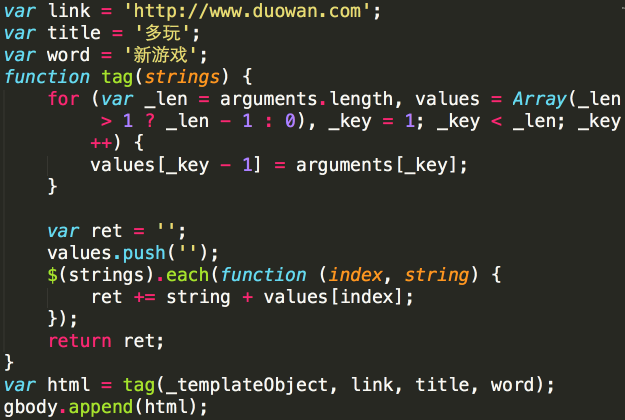 var link = 'http://www.duowan.com';
var title = '多玩';
var word = '新游戏';
function tag(strings) {
    for (var _len = arguments.length, values = Array(_len
         > 1 ? _len - 1 : 0), _key = 1; _key < _len; _key
        ++) {
        values[_key - 1] = arguments[_key];
    }

    var ret = '';
    values.push('');
    $(strings).each(function (index, string) {
        ret += string + values[index];
    });
    return ret;
}
var html = tag(_templateObject, link, title, word);
gbody.append(html);